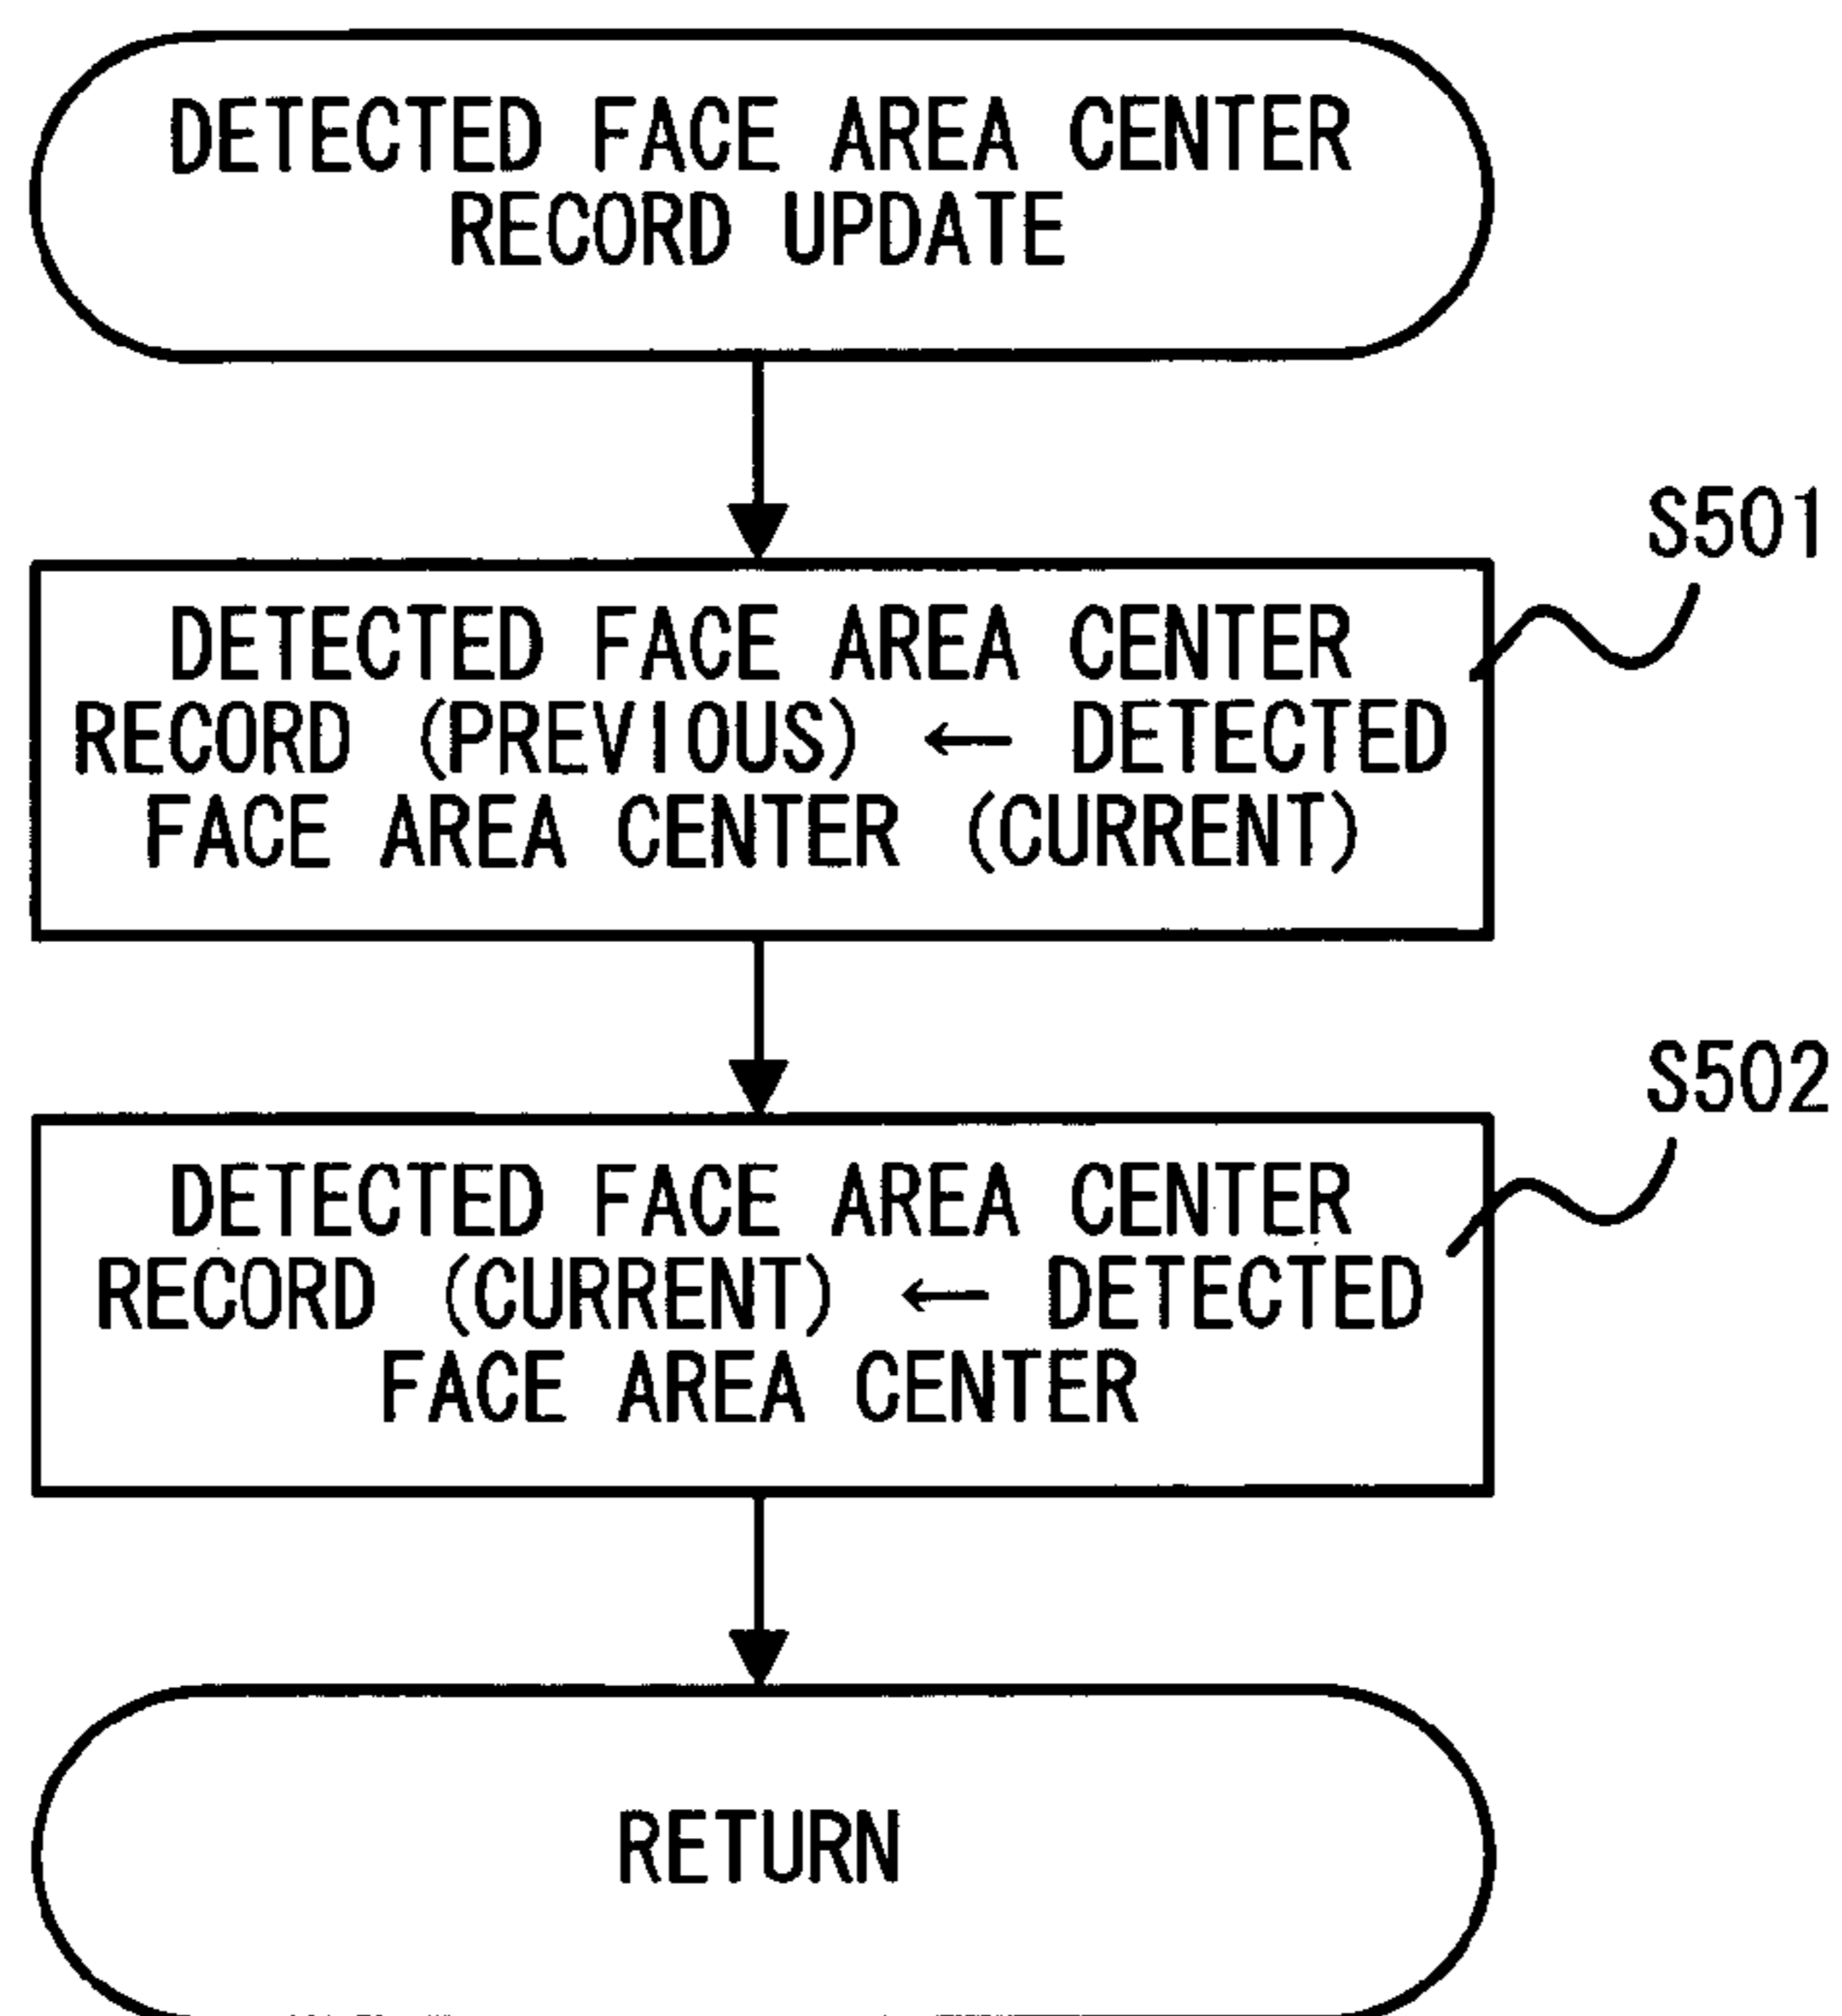 DETECTED FACE AREA CENTER
RECORD UPDATE
S501
DETECTED FACE AREA CENTER
RECORD (PREVIOUS) ← DETECTED
FACE AREA CENTER (CURRENT)
S502
DETECTED FACE AREA CENTER
RECORD (CURRENT) ← DETECTED
FACE AREA CENTER
RETURN